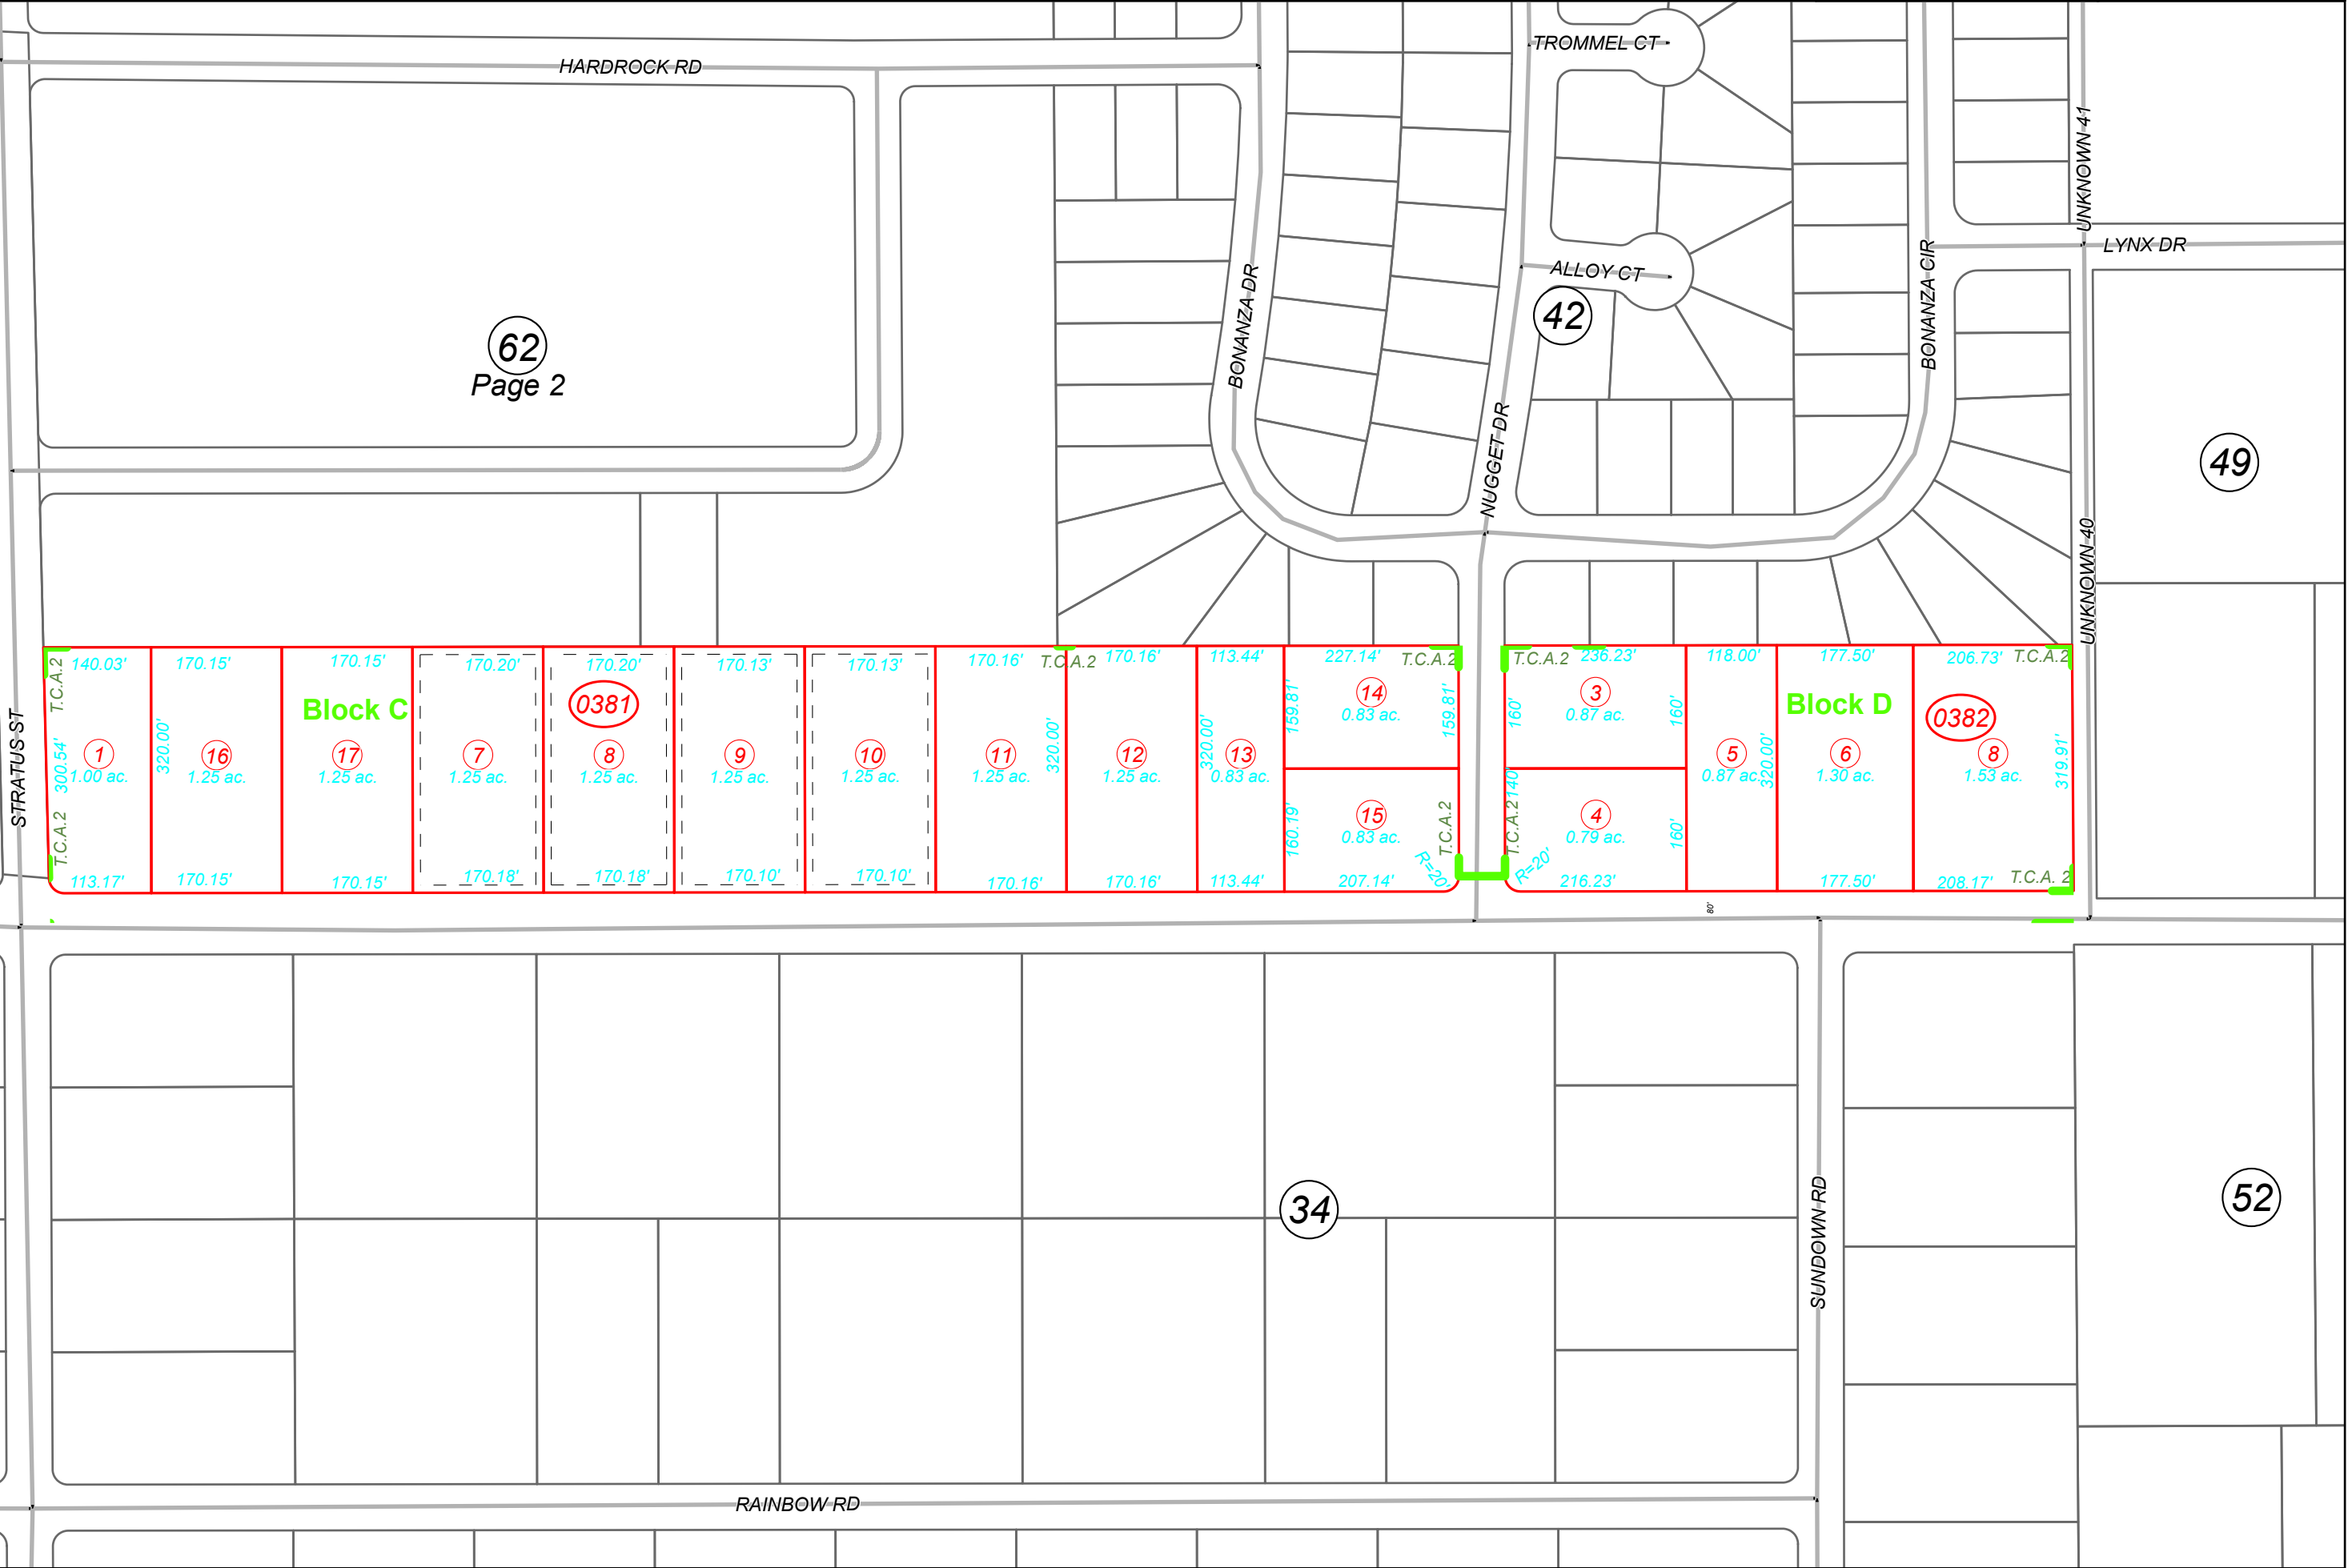 TROMMEL CT
HARDROCK RD
UNKNOWN 41
LYNX DR
BONANZA DR
ALLOY CT
BONANZA CIR
42
62
Page 2
NUGGET DR
49
UNKNOWN 40
140.03'
170.15'
170.15'
170.20'
170.20'
170.13'
170.13'
170.16'
T.C.A.2
170.16'
113.44'
227.14'
T.C.A.2
T.C.A.2
236.23'
118.00'
177.50'
206.73'
T.C.A.2
T.C.A.2
Block C
0381
14
0.83 ac.
159.81'
159.81'
160'
3
0.87 ac.
160'
Block D
0382
STRATUS ST
300.54'
1
1.00 ac.
320.00'
16
1.25 ac.
17
1.25 ac.
7
1.25 ac.
8
1.25 ac.
9
1.25 ac.
10
1.25 ac.
11
1.25 ac.
320.00'
12
1.25 ac.
320.00'
13
0.83 ac.
5
0.87 ac.
320.00'
6
1.30 ac.
8
1.53 ac.
319.91'
T.C.A.2
160.19'
15
0.83 ac.
T.C.A.2
T.C.A.2
140'
4
0.79 ac.
160'
113.17'
170.15'
170.15'
170.18'
170.18'
170.10'
170.10'
170.16'
170.16'
113.44'
207.14'
R=20'
R=20'
216.23'
177.50'
208.17'
T.C.A. 2
80'
34
SUNDOWN RD
52
RAINBOW RD